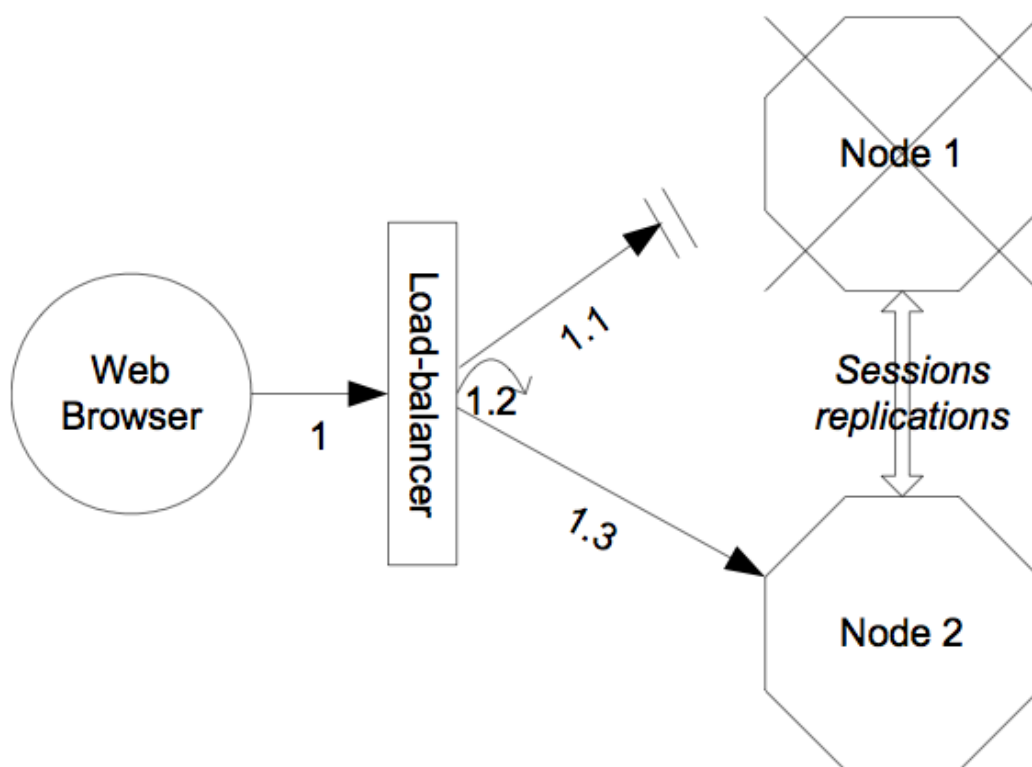 Node 1
1.1
Load-balancer
Web
Browser
1
1.2
Sessions
replications
1.3
Node 2